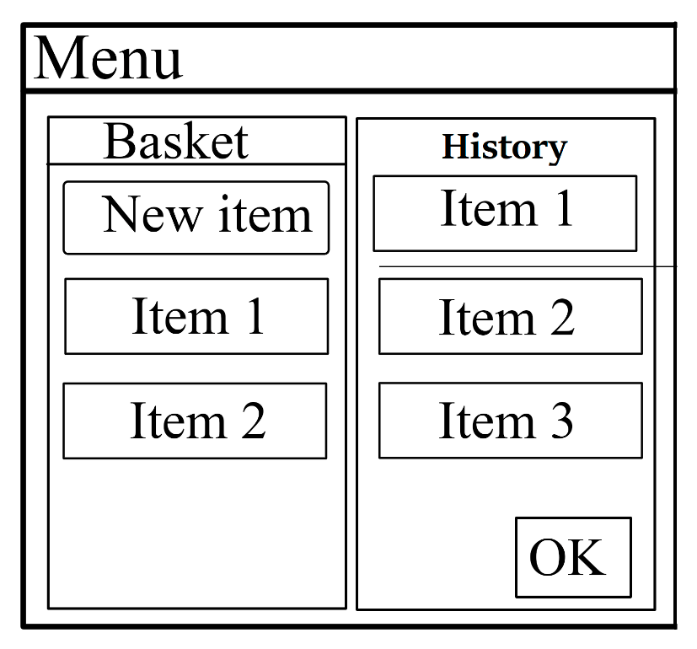 Menu
Basket
New item
Item 1
Item 2
History
Item 1
Item 2
Item 3
OK